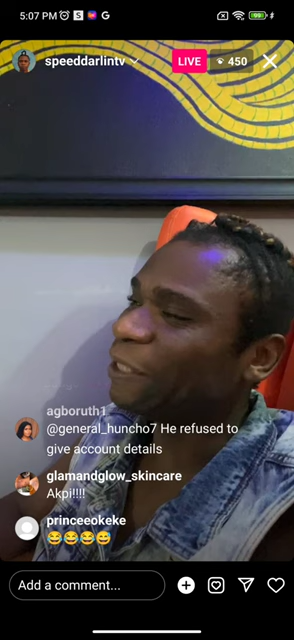 5:07 PM
S
G
99
speeddarlintv
LIVE
450
agboruth1
@general_huncho7 He refused to
give account details
glamandglow_skincare
Akpi!!!!
princeeokeke
😂😂😂😅
Add a comment...